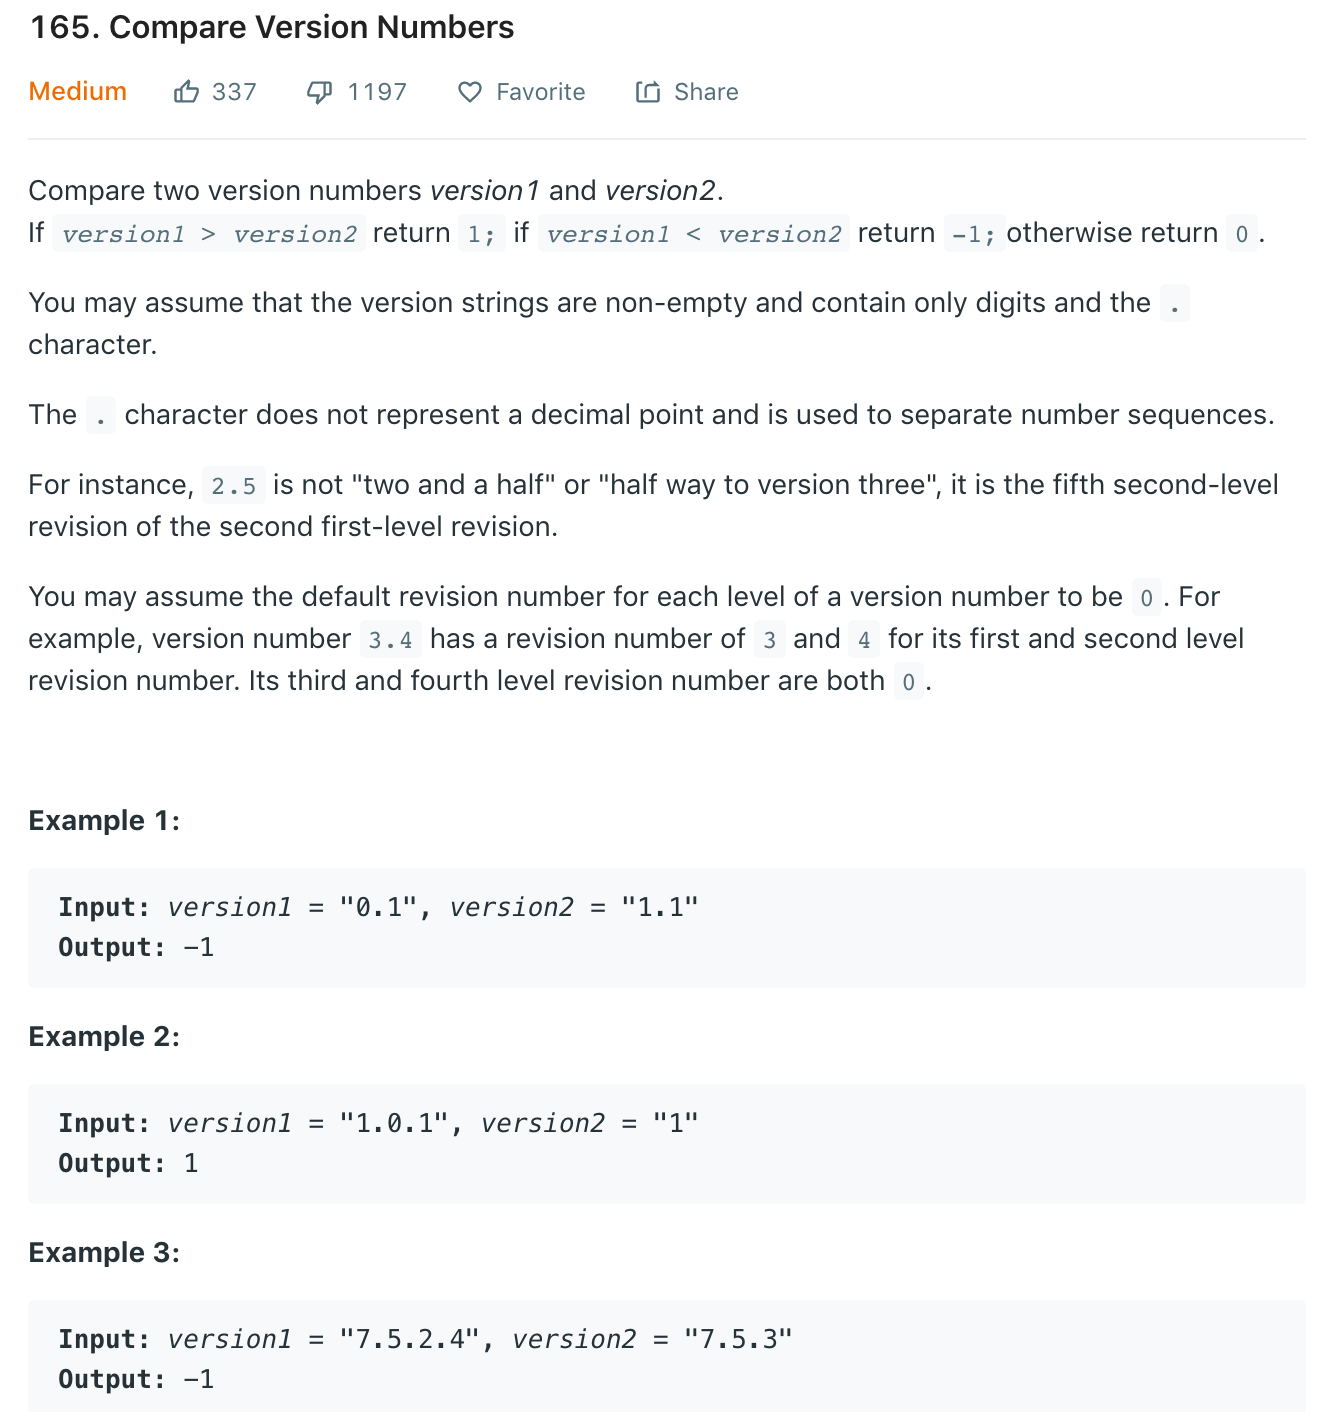 165. Compare Version Numbers
Medium 337 1197 Favorite Share
Compare two version numbers version1 and version2.
If version1 > version2 return 1; if version1 < version2 return -1; otherwise return 0 .
You may assume that the version strings are non-empty and contain only digits and the .
character.
The . character does not represent a decimal point and is used to separate number sequences.
For instance, 2.5 is not "two and a half" or "half way to version three", it is the fifth second-level
revision of the second first-level revision.
You may assume the default revision number for each level of a version number to be 0 . For
example, version number 3.4 has a revision number of 3 and 4 for its first and second level
revision number. Its third and fourth level revision number are both 0 .
Example 1:
Input: version1 = "0.1", version2 = "1.1"
Output: -1
Example 2:
Input: version1 = "1.0.1", version2 = "1"
Output: 1
Example 3:
Input: version1 = "7.5.2.4", version2 = "7.5.3"
Output: -1